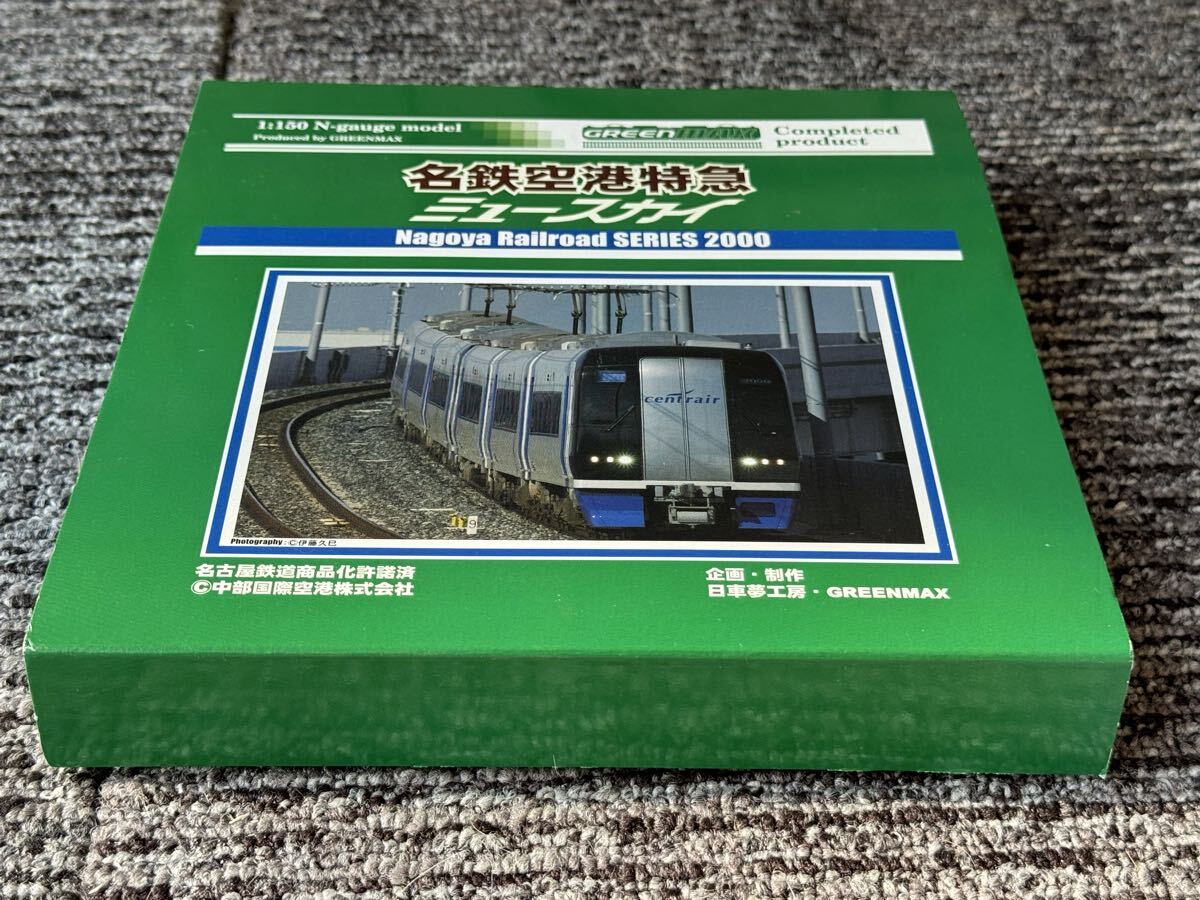 1:150 N-gauge model
Produced by GREENMAX
GREENMAX
Completed
product
名鉄空港特急
ミュースカイ
Nagoya Railroad SERIES 2000
2000
centrair
Photography:©伊藤久巳
名古屋鉄道商品化許諾済
©中部国際空港株式会社
企画・制作
日車夢工房・GREENMAX